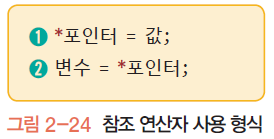 ❶ *포인터 = 값;
❷ 변수 = *포인터;
그림 2-24 참조 연산자 사용 형식